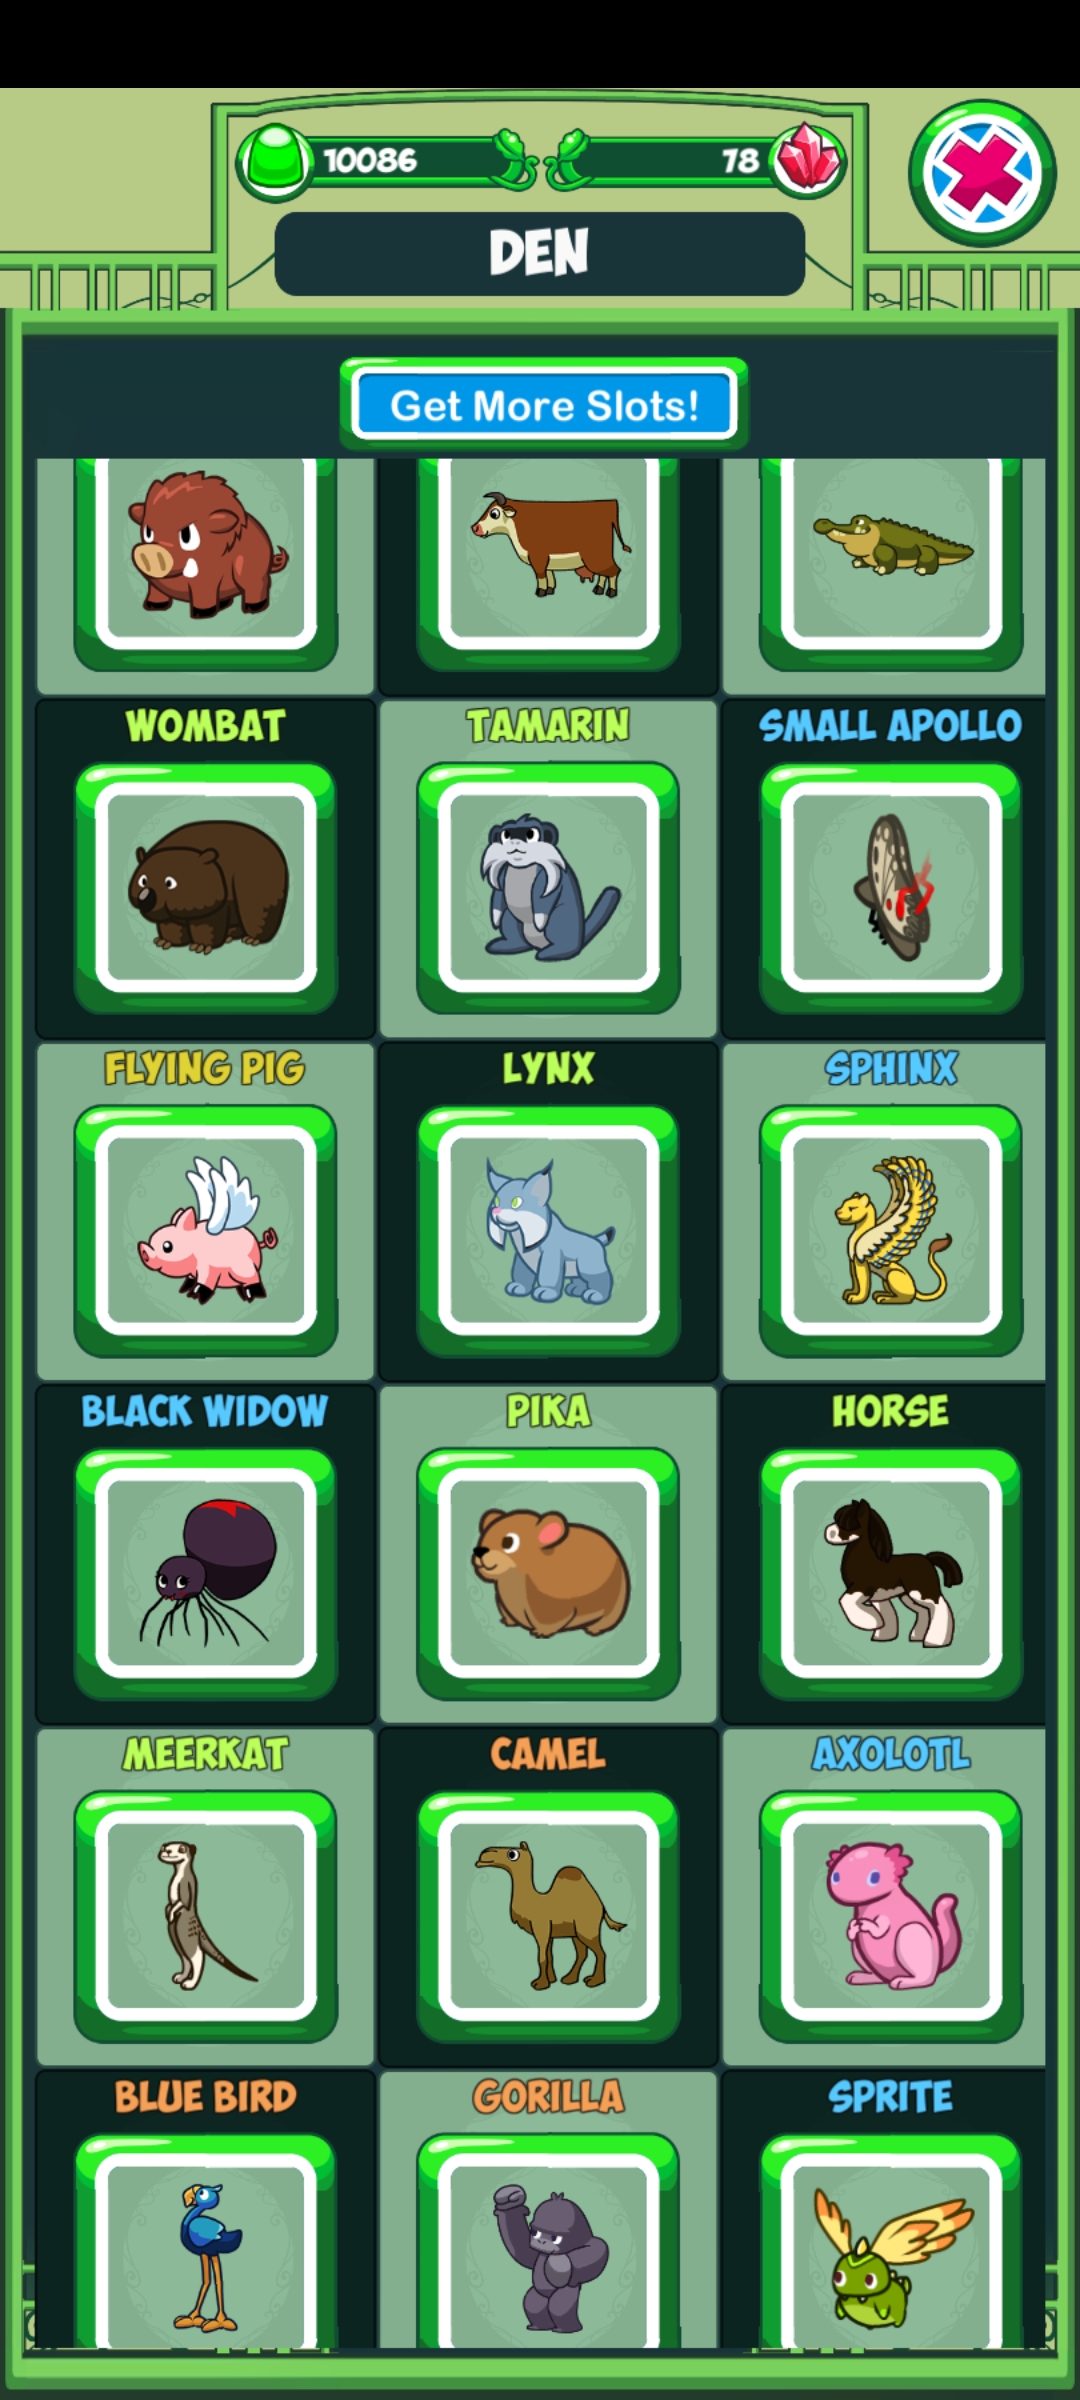 10086
78
DEN
Get More Slots!
WOMBAT
TAMARIN
SMALL APOLLO
FLYING PIG
LYNX
SPHINX
BLACK WIDOW
PIKA
HORSE
MEERKAT
CAMEL
AXOLOTL
BLUE BIRD
GORILLA
SPRITE